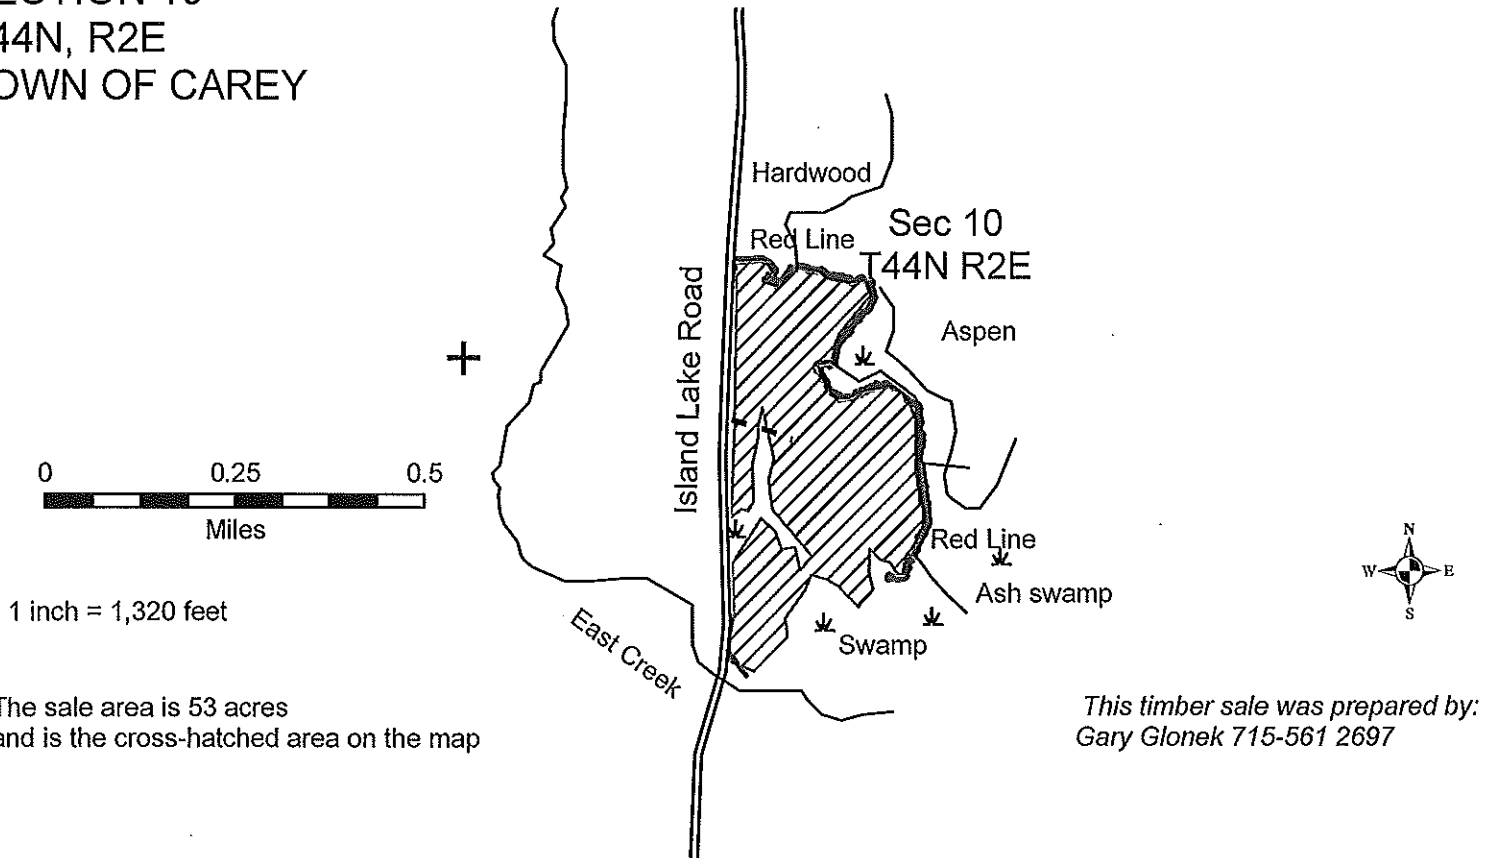 44N, R2E
OWN OF CAREY
Hardwood
Red Line
Sec 10
T44N R2E
Island Lake Road
Aspen
0 0.25 0.5
Miles
1 inch = 1,320 feet
Red Line
Ash swamp
Swamp
East Creek
N
W E
S
The sale area is 53 acres
and is the cross-hatched area on the map
This timber sale was prepared by:
Gary Glonek 715-561 2697